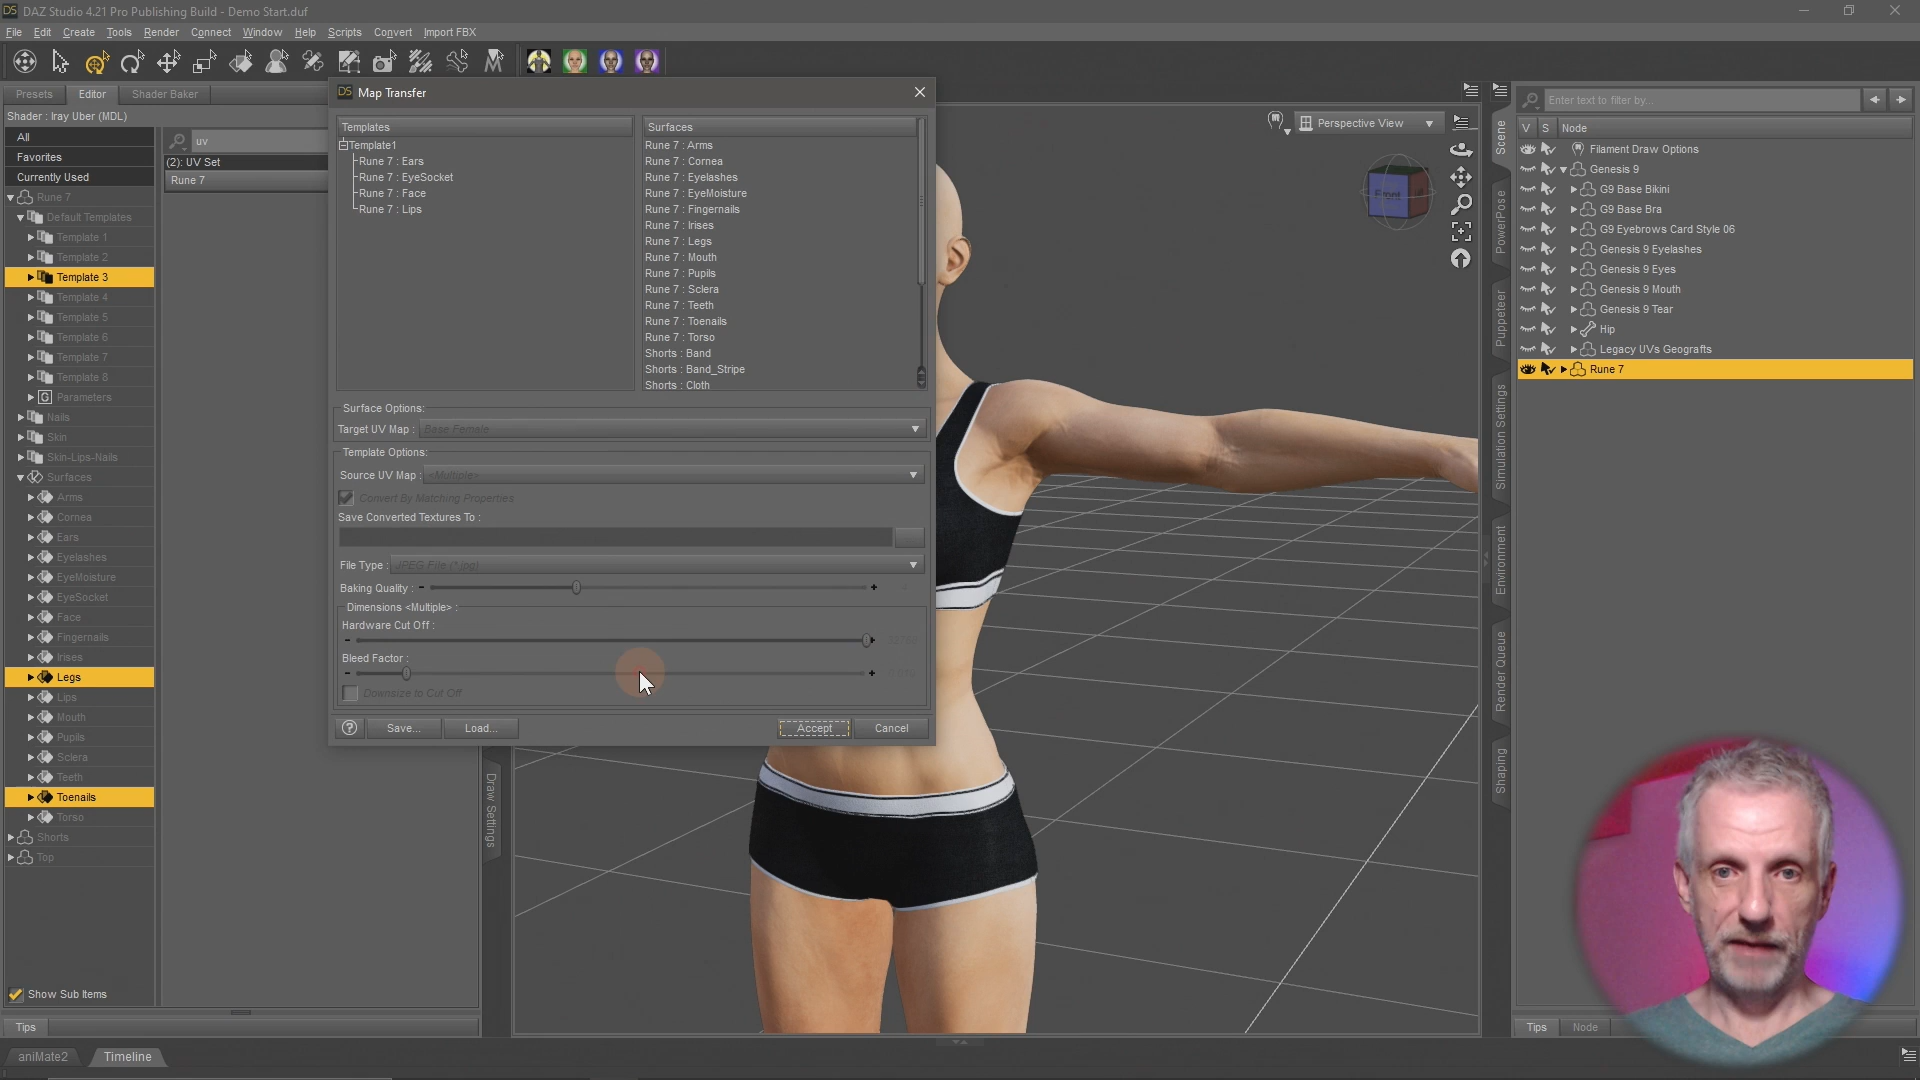 DAZ Studio 4.21 Pro Publishing Build - Demo Start.duf
File Edit Create Tools Render Connect Window Help Scripts Convert Import FBX
Presets Editor Shader Baker
Shader : Iray Uber (MDL)
All
Favorites
Currently Used
Rune 7
Default Templates
Template 1
Template 2
Template 3
Template 4
Template 5
Template 6
Template 7
Template 8
Parameters
Nails
Skin
Skin-Lips-Nails
Surfaces
Arms
Cornea
Ears
Eyelashes
EyeMoisture
EyeSocket
Face
Fingernails
Irises
Legs
Lips
Mouth
Pupils
Sclera
Teeth
Toenails
Torso
Shorts
Top
Show Sub Items
Tips
uv
(2): UV Set
Rune 7
DS Map Transfer
Templates
Template1
Rune 7 : Ears
Rune 7 : EyeSocket
Rune 7 : Face
Rune 7 : Lips
Surfaces
Rune 7 : Arms
Rune 7 : Cornea
Rune 7 : Eyelashes
Rune 7 : EyeMoisture
Rune 7 : Fingernails
Rune 7 : Irises
Rune 7 : Legs
Rune 7 : Mouth
Rune 7 : Pupils
Rune 7 : Sclera
Rune 7 : Teeth
Rune 7 : Toenails
Rune 7 : Torso
Shorts : Band
Shorts : Band_Stripe
Shorts : Cloth
Surface Options:
Target UV Map : Base Female
Template Options:
Source UV Map : <Multiple>
Convert By Matching Properties
Save Converted Textures To :
File Type : JPEG File (*.jpg)
Baking Quality :
Dimensions <Multiple> :
Hardware Cut Off :
Bleed Factor :
Downsize to Cut Off
Save... Load... Accept Cancel
Draw Settings
Perspective View
Front
Scene
PowerPose
Puppeteer
Simulation Settings
Environment
Render Queue
Shaping
Enter text to filter by...
V S Node
Filament Draw Options
Genesis 9
G9 Base Bikini
G9 Base Bra
G9 Eyebrows Card Style 06
Genesis 9 Eyelashes
Genesis 9 Eyes
Genesis 9 Mouth
Genesis 9 Tear
Hip
Legacy UVs Geografts
Rune 7
Tips Node
aniMate2 Timeline